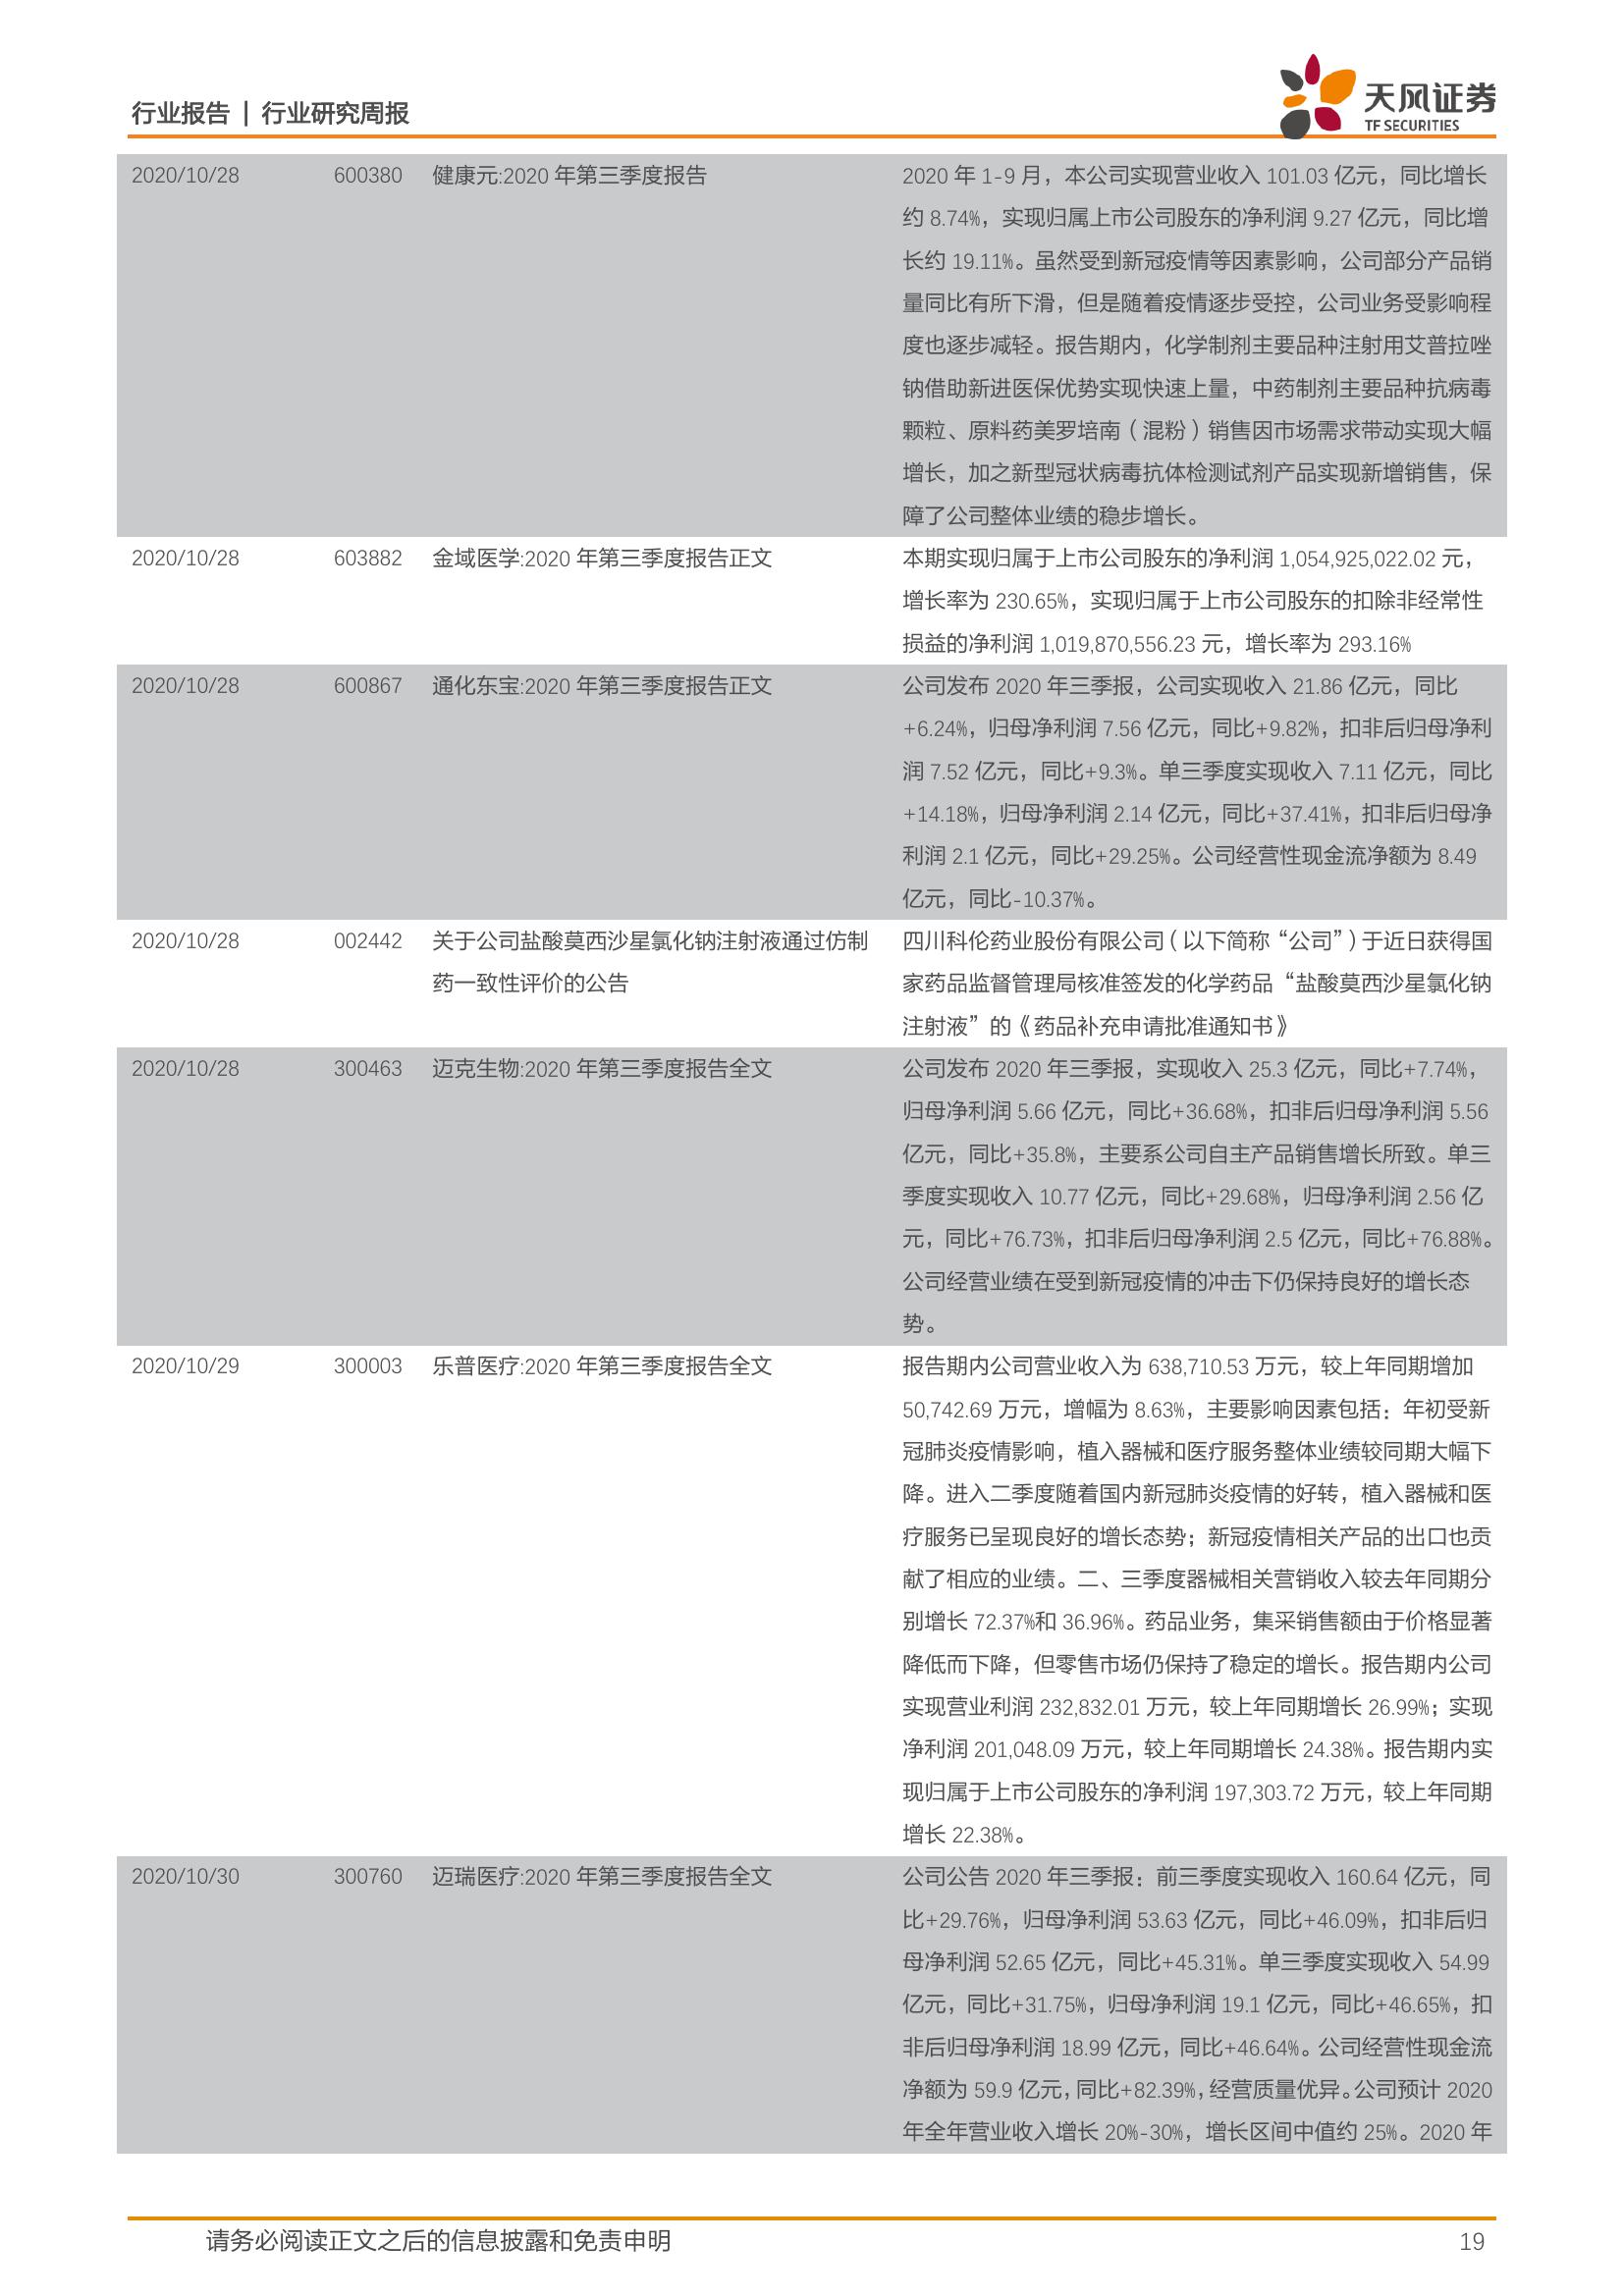 行业报告 | 行业研究周报
天风证券
TF SECURITIES
2020/10/28 600380 健康元:2020 年第三季度报告 2020 年 1-9 月，本公司实现营业收入 101.03 亿元，同比增长
约 8.74%，实现归属上市公司股东的净利润 9.27 亿元，同比增
长约 19.11%。虽然受到新冠疫情等因素影响，公司部分产品销
量同比有所下滑，但是随着疫情逐步受控，公司业务受影响程
度也逐步减轻。报告期内，化学制剂主要品种注射用艾普拉唑
钠借助新进医保优势实现快速上量，中药制剂主要品种抗病毒
颗粒、原料药美罗培南（混粉）销售因市场需求带动实现大幅
增长，加之新型冠状病毒抗体检测试剂产品实现新增销售，保
障了公司整体业绩的稳步增长。
2020/10/28 603882 金域医学:2020 年第三季度报告正文 本期实现归属于上市公司股东的净利润 1,054,925,022.02 元，
增长率为 230.65%，实现归属于上市公司股东的扣除非经常性
损益的净利润 1,019,870,556.23 元，增长率为 293.16%
2020/10/28 600867 通化东宝:2020 年第三季度报告正文 公司发布 2020 年三季报，公司实现收入 21.86 亿元，同比
+6.24%，归母净利润 7.56 亿元，同比+9.82%，扣非后归母净利
润 7.52 亿元，同比+9.3%。单三季度实现收入 7.11 亿元，同比
+14.18%，归母净利润 2.14 亿元，同比+37.41%，扣非后归母净
利润 2.1 亿元，同比+29.25%。公司经营性现金流净额为 8.49
亿元，同比-10.37%。
2020/10/28 002442 关于公司盐酸莫西沙星氯化钠注射液通过仿制 四川科伦药业股份有限公司（以下简称“公司”）于近日获得国
药一致性评价的公告 家药品监督管理局核准签发的化学药品“盐酸莫西沙星氯化钠
注射液”的《药品补充申请批准通知书》
2020/10/28 300463 迈克生物:2020 年第三季度报告全文 公司发布 2020 年三季报，实现收入 25.3 亿元，同比+7.74%，
归母净利润 5.66 亿元，同比+36.68%，扣非后归母净利润 5.56
亿元，同比+35.8%，主要系公司自主产品销售增长所致。单三
季度实现收入 10.77 亿元，同比+29.68%，归母净利润 2.56 亿
元，同比+76.73%，扣非后归母净利润 2.5 亿元，同比+76.88%。
公司经营业绩在受到新冠疫情的冲击下仍保持良好的增长态
势。
2020/10/29 300003 乐普医疗:2020 年第三季度报告全文 报告期内公司营业收入为 638,710.53 万元，较上年同期增加
50,742.69 万元，增幅为 8.63%，主要影响因素包括：年初受新
冠肺炎疫情影响，植入器械和医疗服务整体业绩较同期大幅下
降。进入二季度随着国内新冠肺炎疫情的好转，植入器械和医
疗服务已呈现良好的增长态势；新冠疫情相关产品的出口也贡
献了相应的业绩。二、三季度器械相关营销收入较去年同期分
别增长 72.37%和 36.96%。药品业务，集采销售额由于价格显著
降低而下降，但零售市场仍保持了稳定的增长。报告期内公司
实现营业利润 232,832.01 万元，较上年同期增长 26.99%；实现
净利润 201,048.09 万元，较上年同期增长 24.38%。报告期内实
现归属于上市公司股东的净利润 197,303.72 万元，较上年同期
增长 22.38%。
2020/10/30 300760 迈瑞医疗:2020 年第三季度报告全文 公司公告 2020 年三季报：前三季度实现收入 160.64 亿元，同
比+29.76%，归母净利润 53.63 亿元，同比+46.09%，扣非后归
母净利润 52.65 亿元，同比+45.31%。单三季度实现收入 54.99
亿元，同比+31.75%，归母净利润 19.1 亿元，同比+46.65%，扣
非后归母净利润 18.99 亿元，同比+46.64%。公司经营性现金流
净额为 59.9 亿元，同比+82.39%，经营质量优异。公司预计 2020
年全年营业收入增长 20%-30%，增长区间中值约 25%。2020 年
请务必阅读正文之后的信息披露和免责申明 19